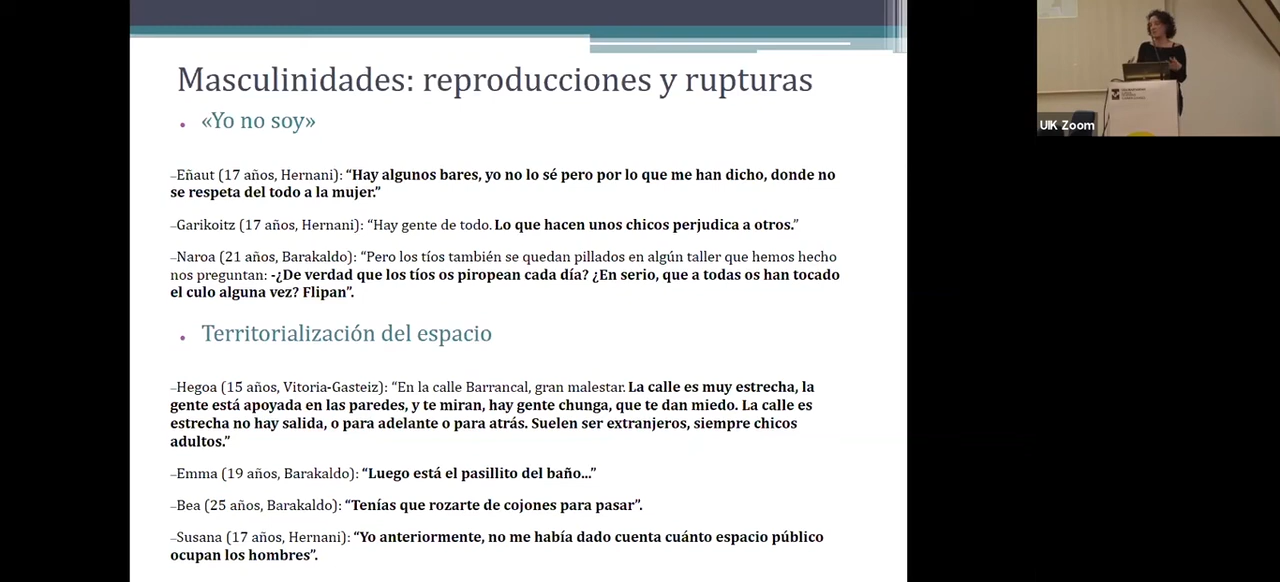 Masculinidades: reproducciones y rupturas
• «Yo no soy»
–Eñaut (17 años, Hernani): “Hay algunos bares, yo no lo sé pero por lo que me han dicho, donde no
se respeta del todo a la mujer.”
–Garikoitz (17 años, Hernani): “Hay gente de todo. Lo que hacen unos chicos perjudica a otros.”
–Naroa (21 años, Barakaldo): “Pero los tíos también se quedan pillados en algún taller que hemos hecho
nos preguntan: -¿De verdad que los tíos os piropean cada día? ¿En serio, que a todas os han tocado
el culo alguna vez? Flipan”.
• Territorialización del espacio
–Hegoa (15 años, Vitoria-Gasteiz): “En la calle Barrancal, gran malestar. La calle es muy estrecha, la
gente está apoyada en las paredes, y te miran, hay gente chunga, que te dan miedo. La calle es
estrecha no hay salida, o para adelante o para atrás. Suelen ser extranjeros, siempre chicos
adultos.”
–Emma (19 años, Barakaldo): “Luego está el pasillito del baño...”
–Bea (25 años, Barakaldo): “Tenías que rozarte de cojones para pasar”.
–Susana (17 años, Hernani): “Yo anteriormente, no me había dado cuenta cuánto espacio público
ocupan los hombres”.
UIK Zoom